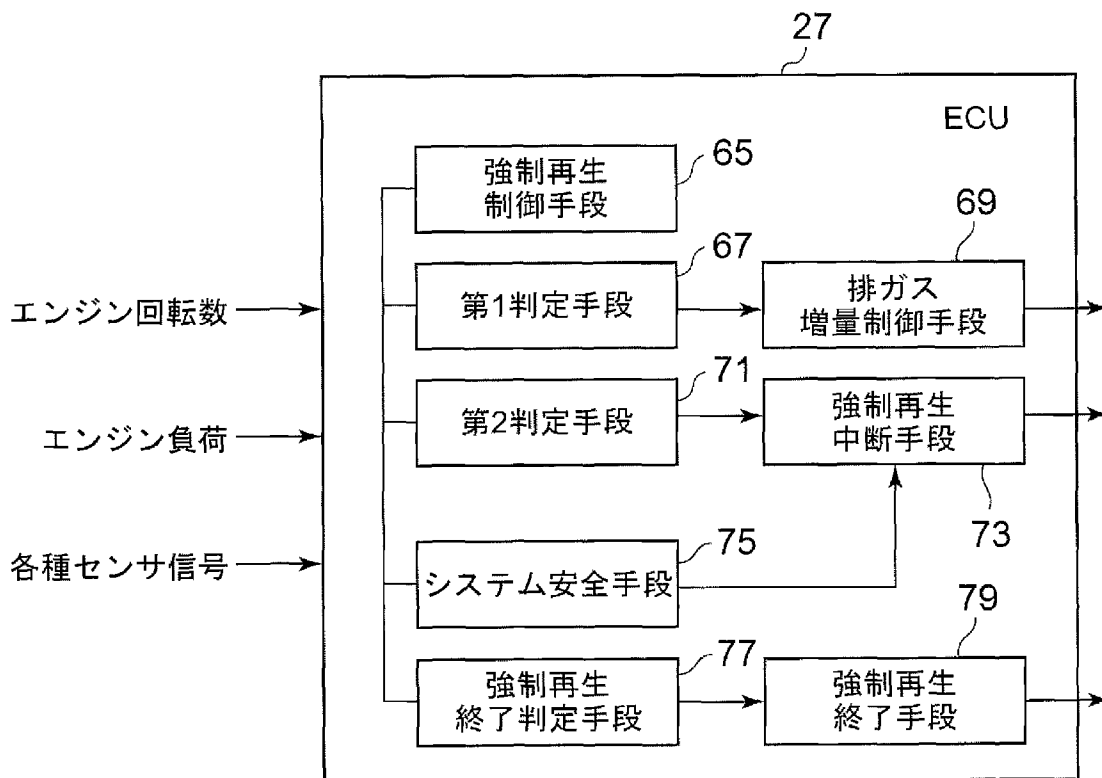 27
ECU
強制再生
制御手段
65
67
69
エンジン回転数
第1判定手段
排ガス
増量制御手段
71
エンジン負荷
第2判定手段
強制再生
中断手段
73
各種センサ信号
75
システム安全手段
77
79
強制再生
終了判定手段
強制再生
終了手段